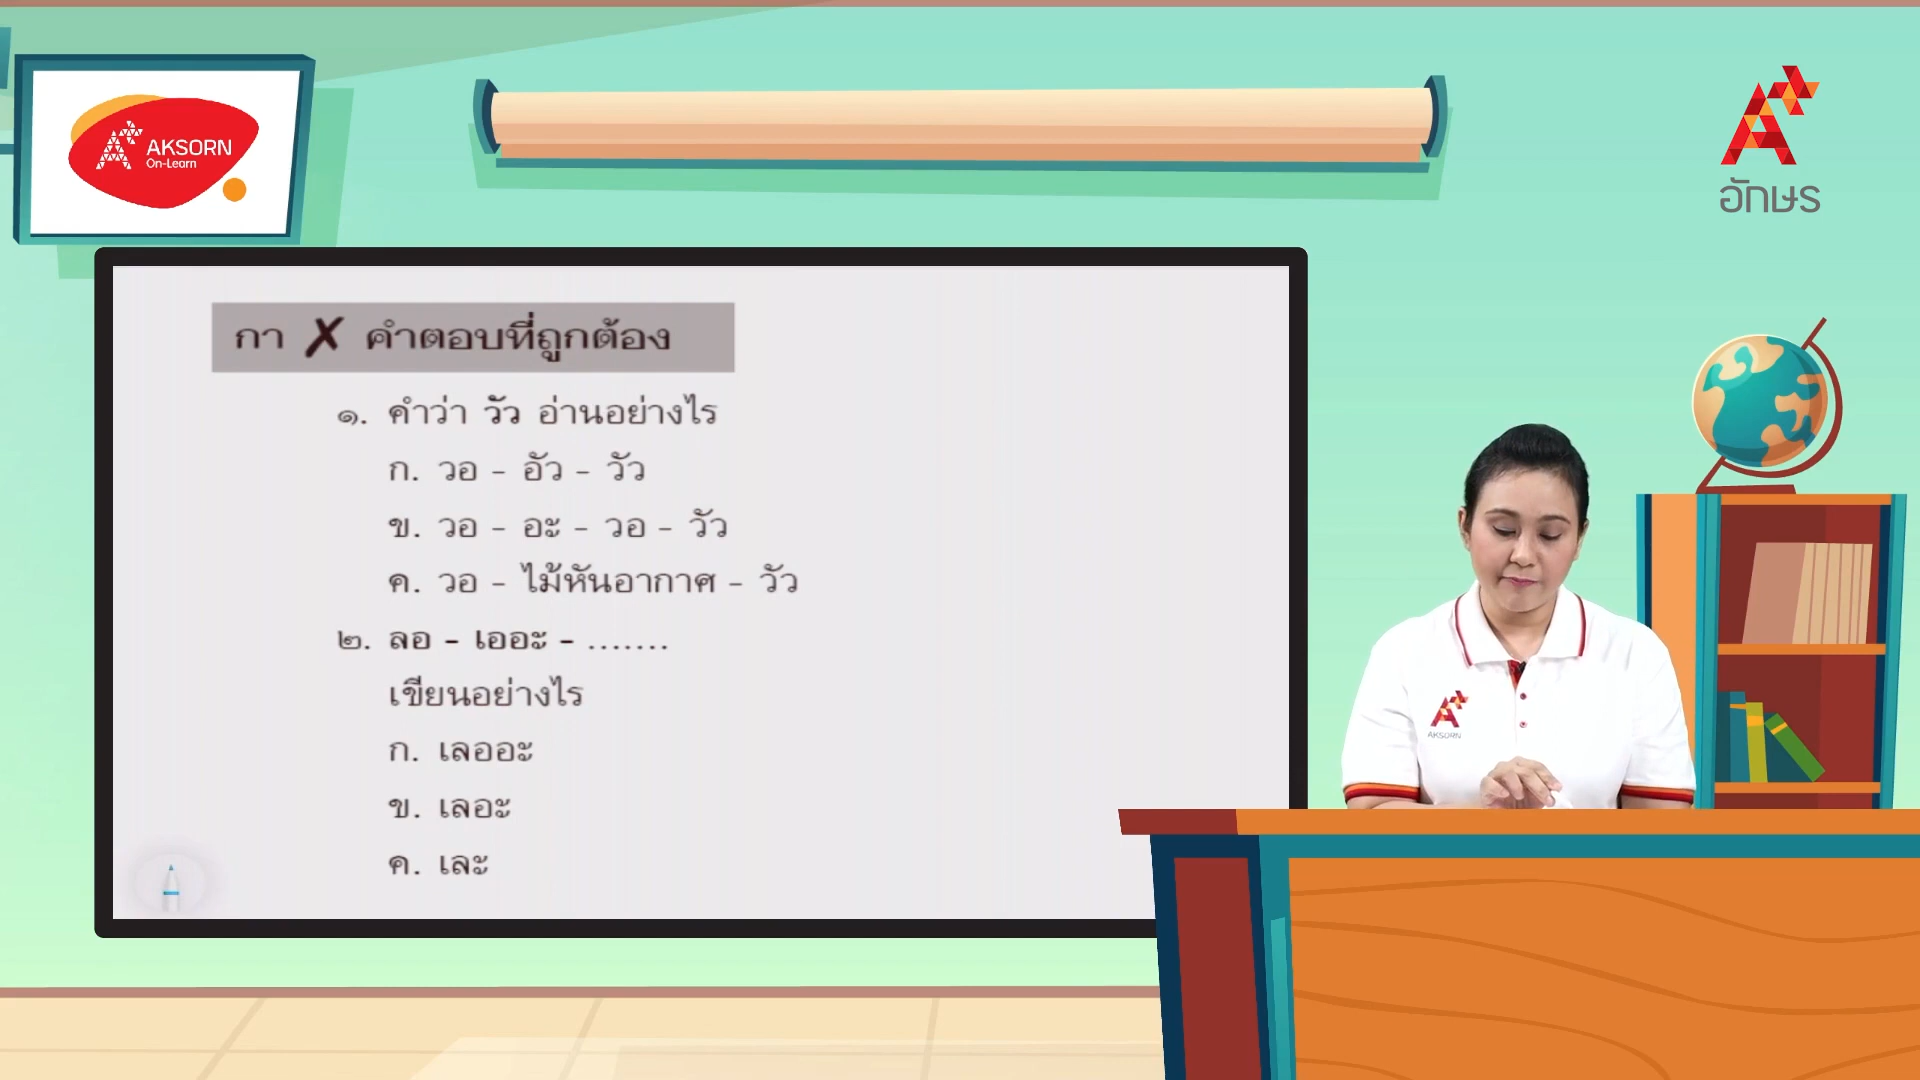 AKSORN
On-Learn
อักษร
กา ✗ คำตอบที่ถูกต้อง
๑. คำว่า วัว อ่านอย่างไร
ก. วอ - อัว - วัว
ข. วอ - อะ - วอ - วัว
ค. วอ - ไม้หันอากาศ - วัว
๒. ลอ - เออะ - .......
เขียนอย่างไร
ก. เลออะ
ข. เลอะ
ค. เละ
AKSORN